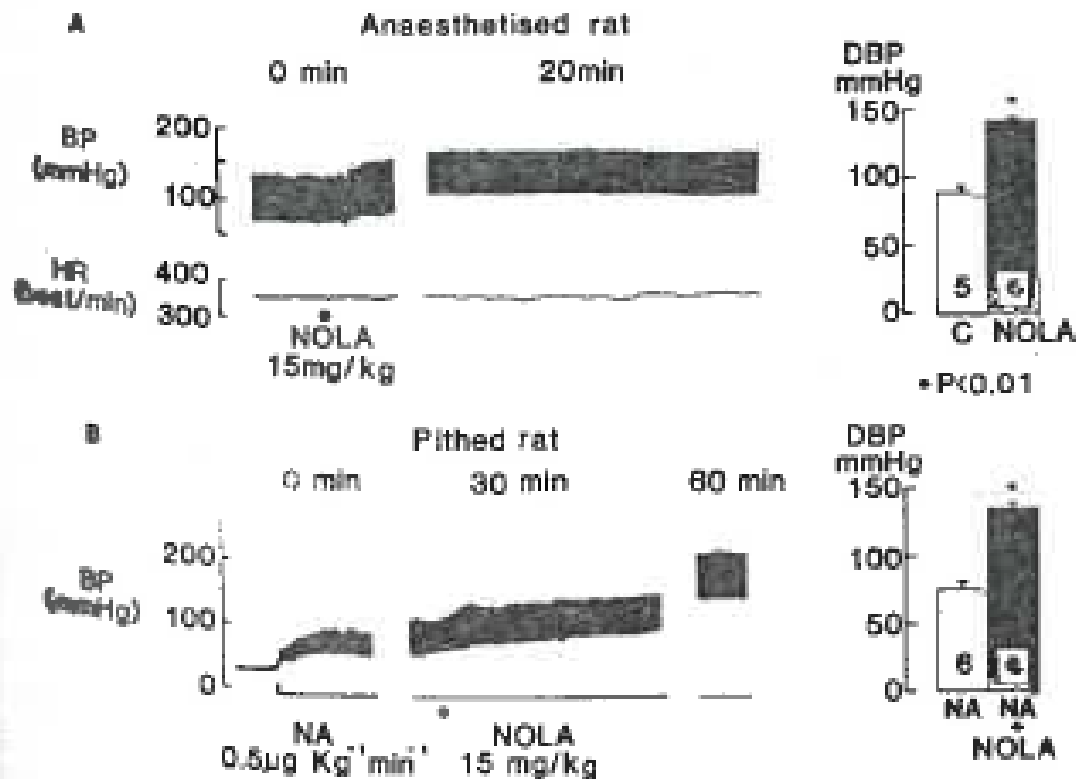 A
Anaesthetised rat
0 min
20min
BP
(mmHg)
200
100
HR
(beat/min)
400
300
NOLA
15mg/kg
DBP
mmHg
*
150
100
50
0
5
6
C NOLA
* P<0.01
B
Pithed rat
0 min
30 min
60 min
BP
(mmHg)
200
100
0
*
NA
0.5µg Kg⁻¹min⁻¹
NOLA
15 mg/kg
DBP
mmHg
*
150
100
50
0
6
6
NA NA
NOLA